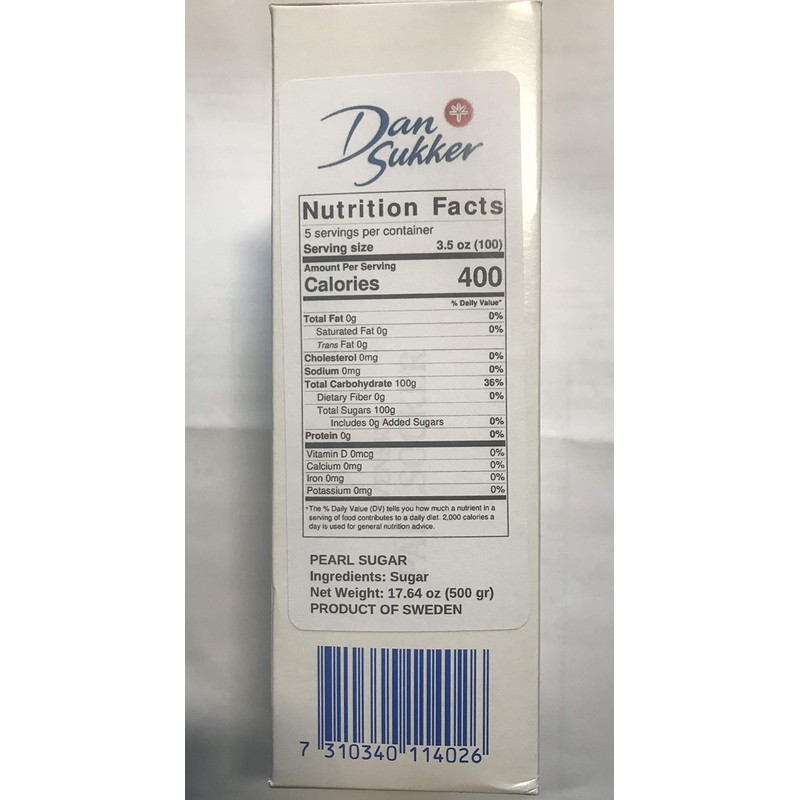 Dan
Sukker
Nutrition Facts
5 servings per container
Serving size 3.5 oz (100)
Amount Per Serving
Calories 400
% Daily Value*
Total Fat 0g 0%
Saturated Fat 0g 0%
Trans Fat 0g
Cholesterol 0mg 0%
Sodium 0mg 0%
Total Carbohydrate 100g 36%
Dietary Fiber 0g 0%
Total Sugars 100g
Includes 0g Added Sugars 0%
Protein 0g 0%
Vitamin D 0mcg 0%
Calcium 0mg 0%
Iron 0mg 0%
Potassium 0mg 0%
*The % Daily Value (DV) tells you how much a nutrient in a
serving of food contributes to a daily diet. 2,000 calories a
day is used for general nutrition advice.
PEARL SUGAR
Ingredients: Sugar
Net Weight: 17.64 oz (500 gr)
PRODUCT OF SWEDEN
7 310340 114026